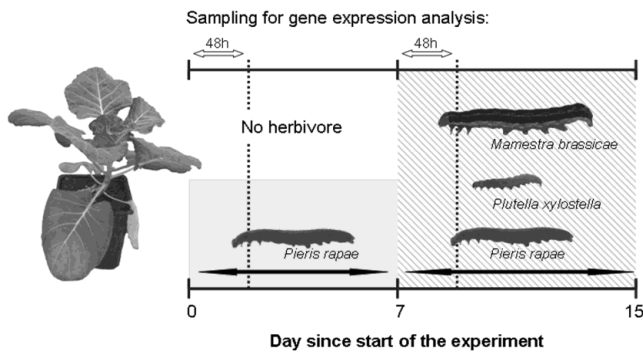 Sampling for gene expression analysis:
48h 48h
No herbivore
Mamestra brassicae
Plutella xylostella
Pieris rapae Pieris rapae
0 7 15
Day since start of the experiment